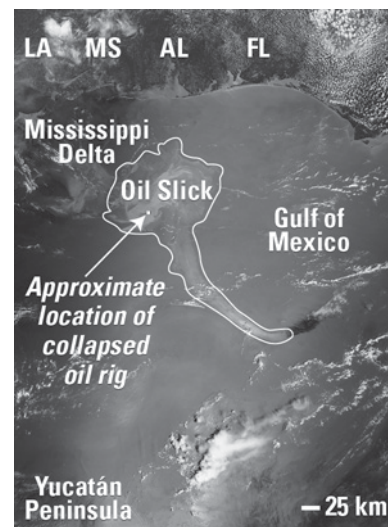 LA MS AL FL
Mississippi
Delta
Oil Slick
Gulf of
Mexico
Approximate
location of
collapsed
oil rig
Yucatán
Peninsula
25 km